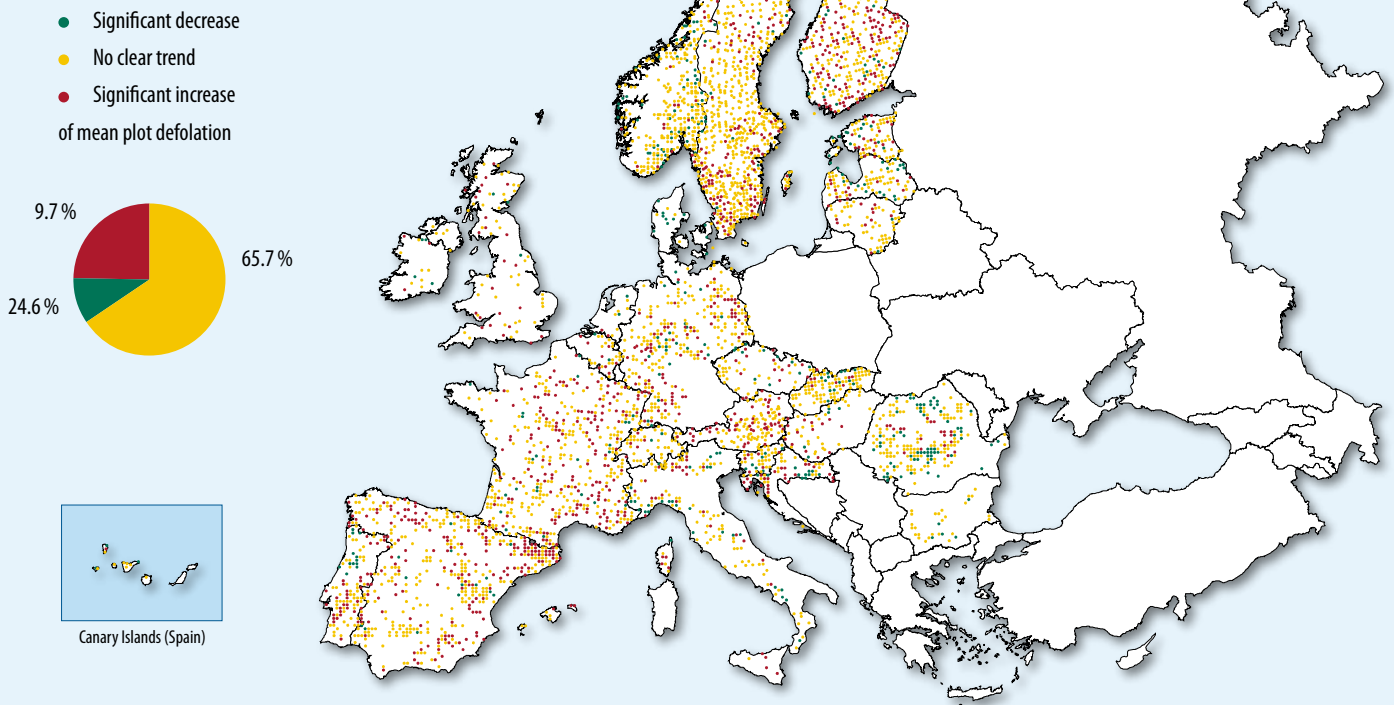 Significant decrease
No clear trend
Significant increase
of mean plot defolation
9.7 %
65.7 %
24.6 %
Canary Islands (Spain)